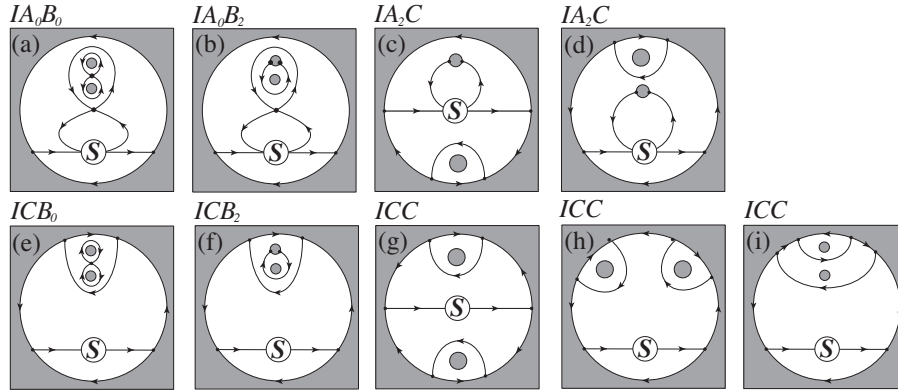 IA₀B₀ IA₀B₂ IA₂C IA₂C
(a) (b) (c) (d)
S S S S
ICB₀ ICB₂ ICC ICC ICC
(e) (f) (g) (h) (i)
S S S S S